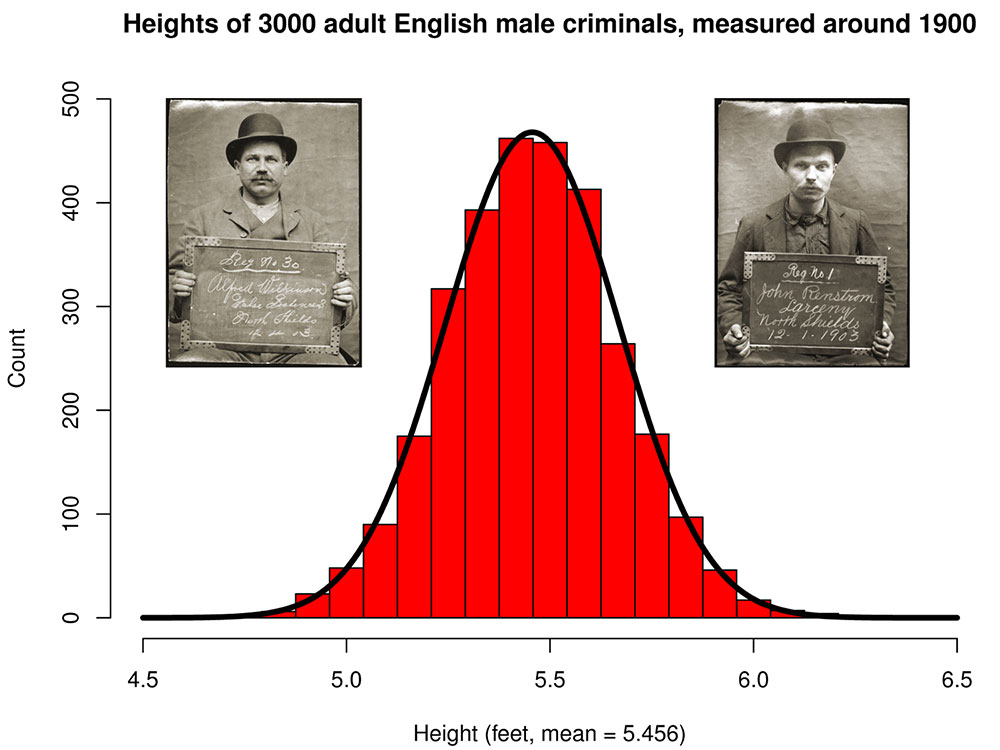 Heights of 3000 adult English male criminals, measured around 1900
500
400
300
200
100
0
Count
Reg No. 30
Alfred Wilkinson
False Pretences
North Shields
Reg No 1
John Renstrom
Larceny
North Shields
12 - 1 - 1903
4.5 5.0 5.5 6.0 6.5
Height (feet, mean = 5.456)